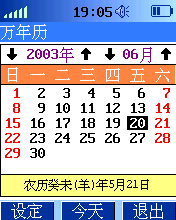 19:05
万年历
2003年 06月
日 一 二 三 四 五 六
1 2 3 4 5 6 7
8 9 10 11 12 13 14
15 16 17 18 19 20 21
22 23 24 25 26 27 28
29 30
农历癸未(羊)年5月21日
设定 今天 退出